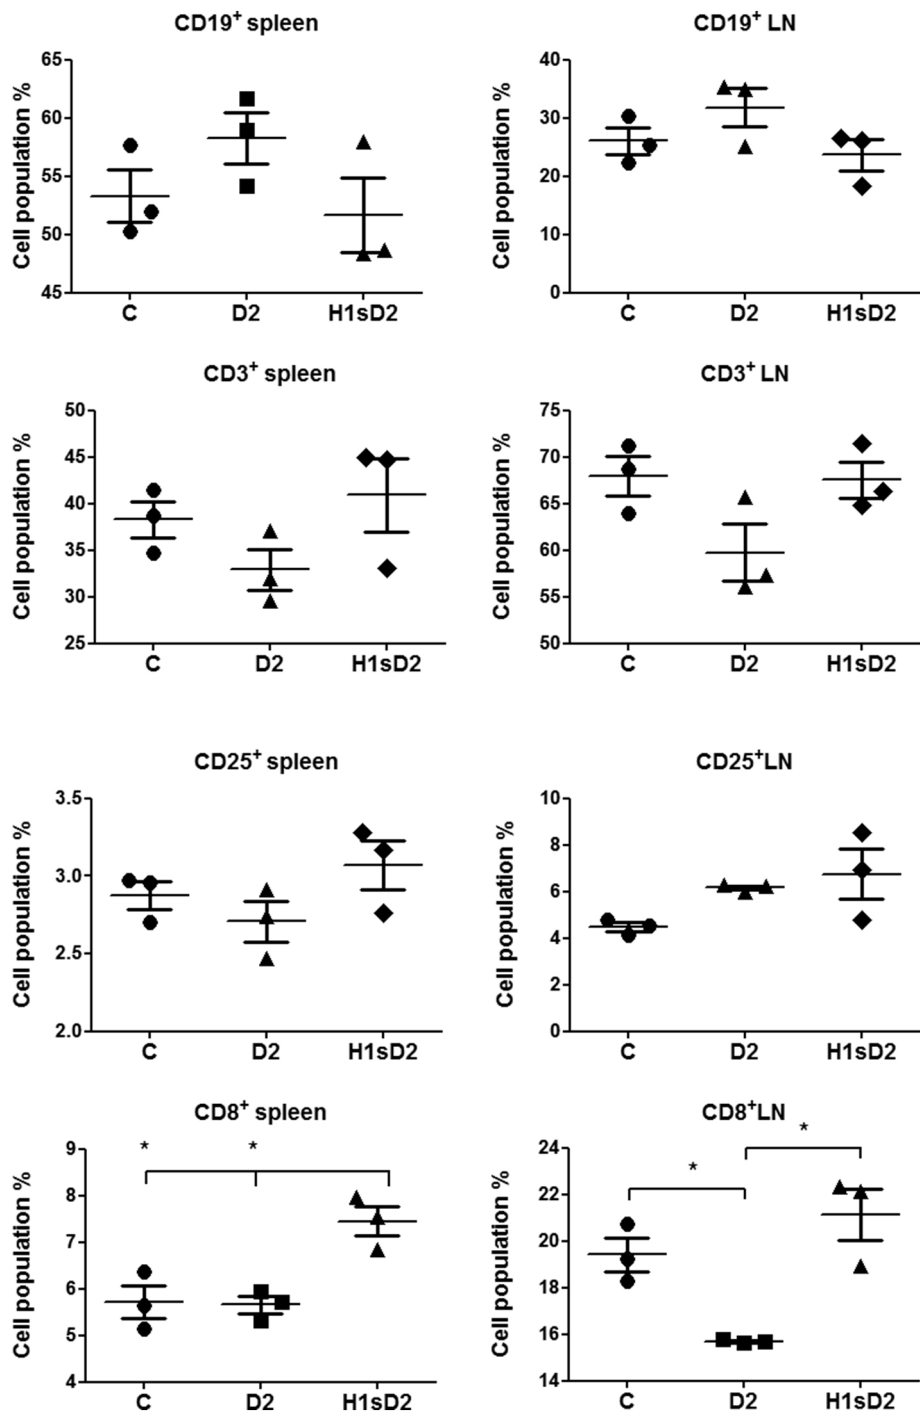 CD19+ spleen
Cell population %
65
60
55
50
45
C D2 H1sD2
CD19+ LN
Cell population %
40
30
20
10
0
C D2 H1sD2
CD3+ spleen
Cell population %
50
45
40
35
30
25
C D2 H1sD2
CD3+ LN
Cell population %
75
70
65
60
55
50
C D2 H1sD2
CD25+ spleen
Cell population %
3.5
3.0
2.5
2.0
C D2 H1sD2
CD25+LN
Cell population %
10
8
6
4
2
0
C D2 H1sD2
CD8+ spleen
Cell population %
9
8
7
6
5
4
* *
C D2 H1sD2
CD8+LN
Cell population %
24
22
20
18
16
14
* *
C D2 H1sD2